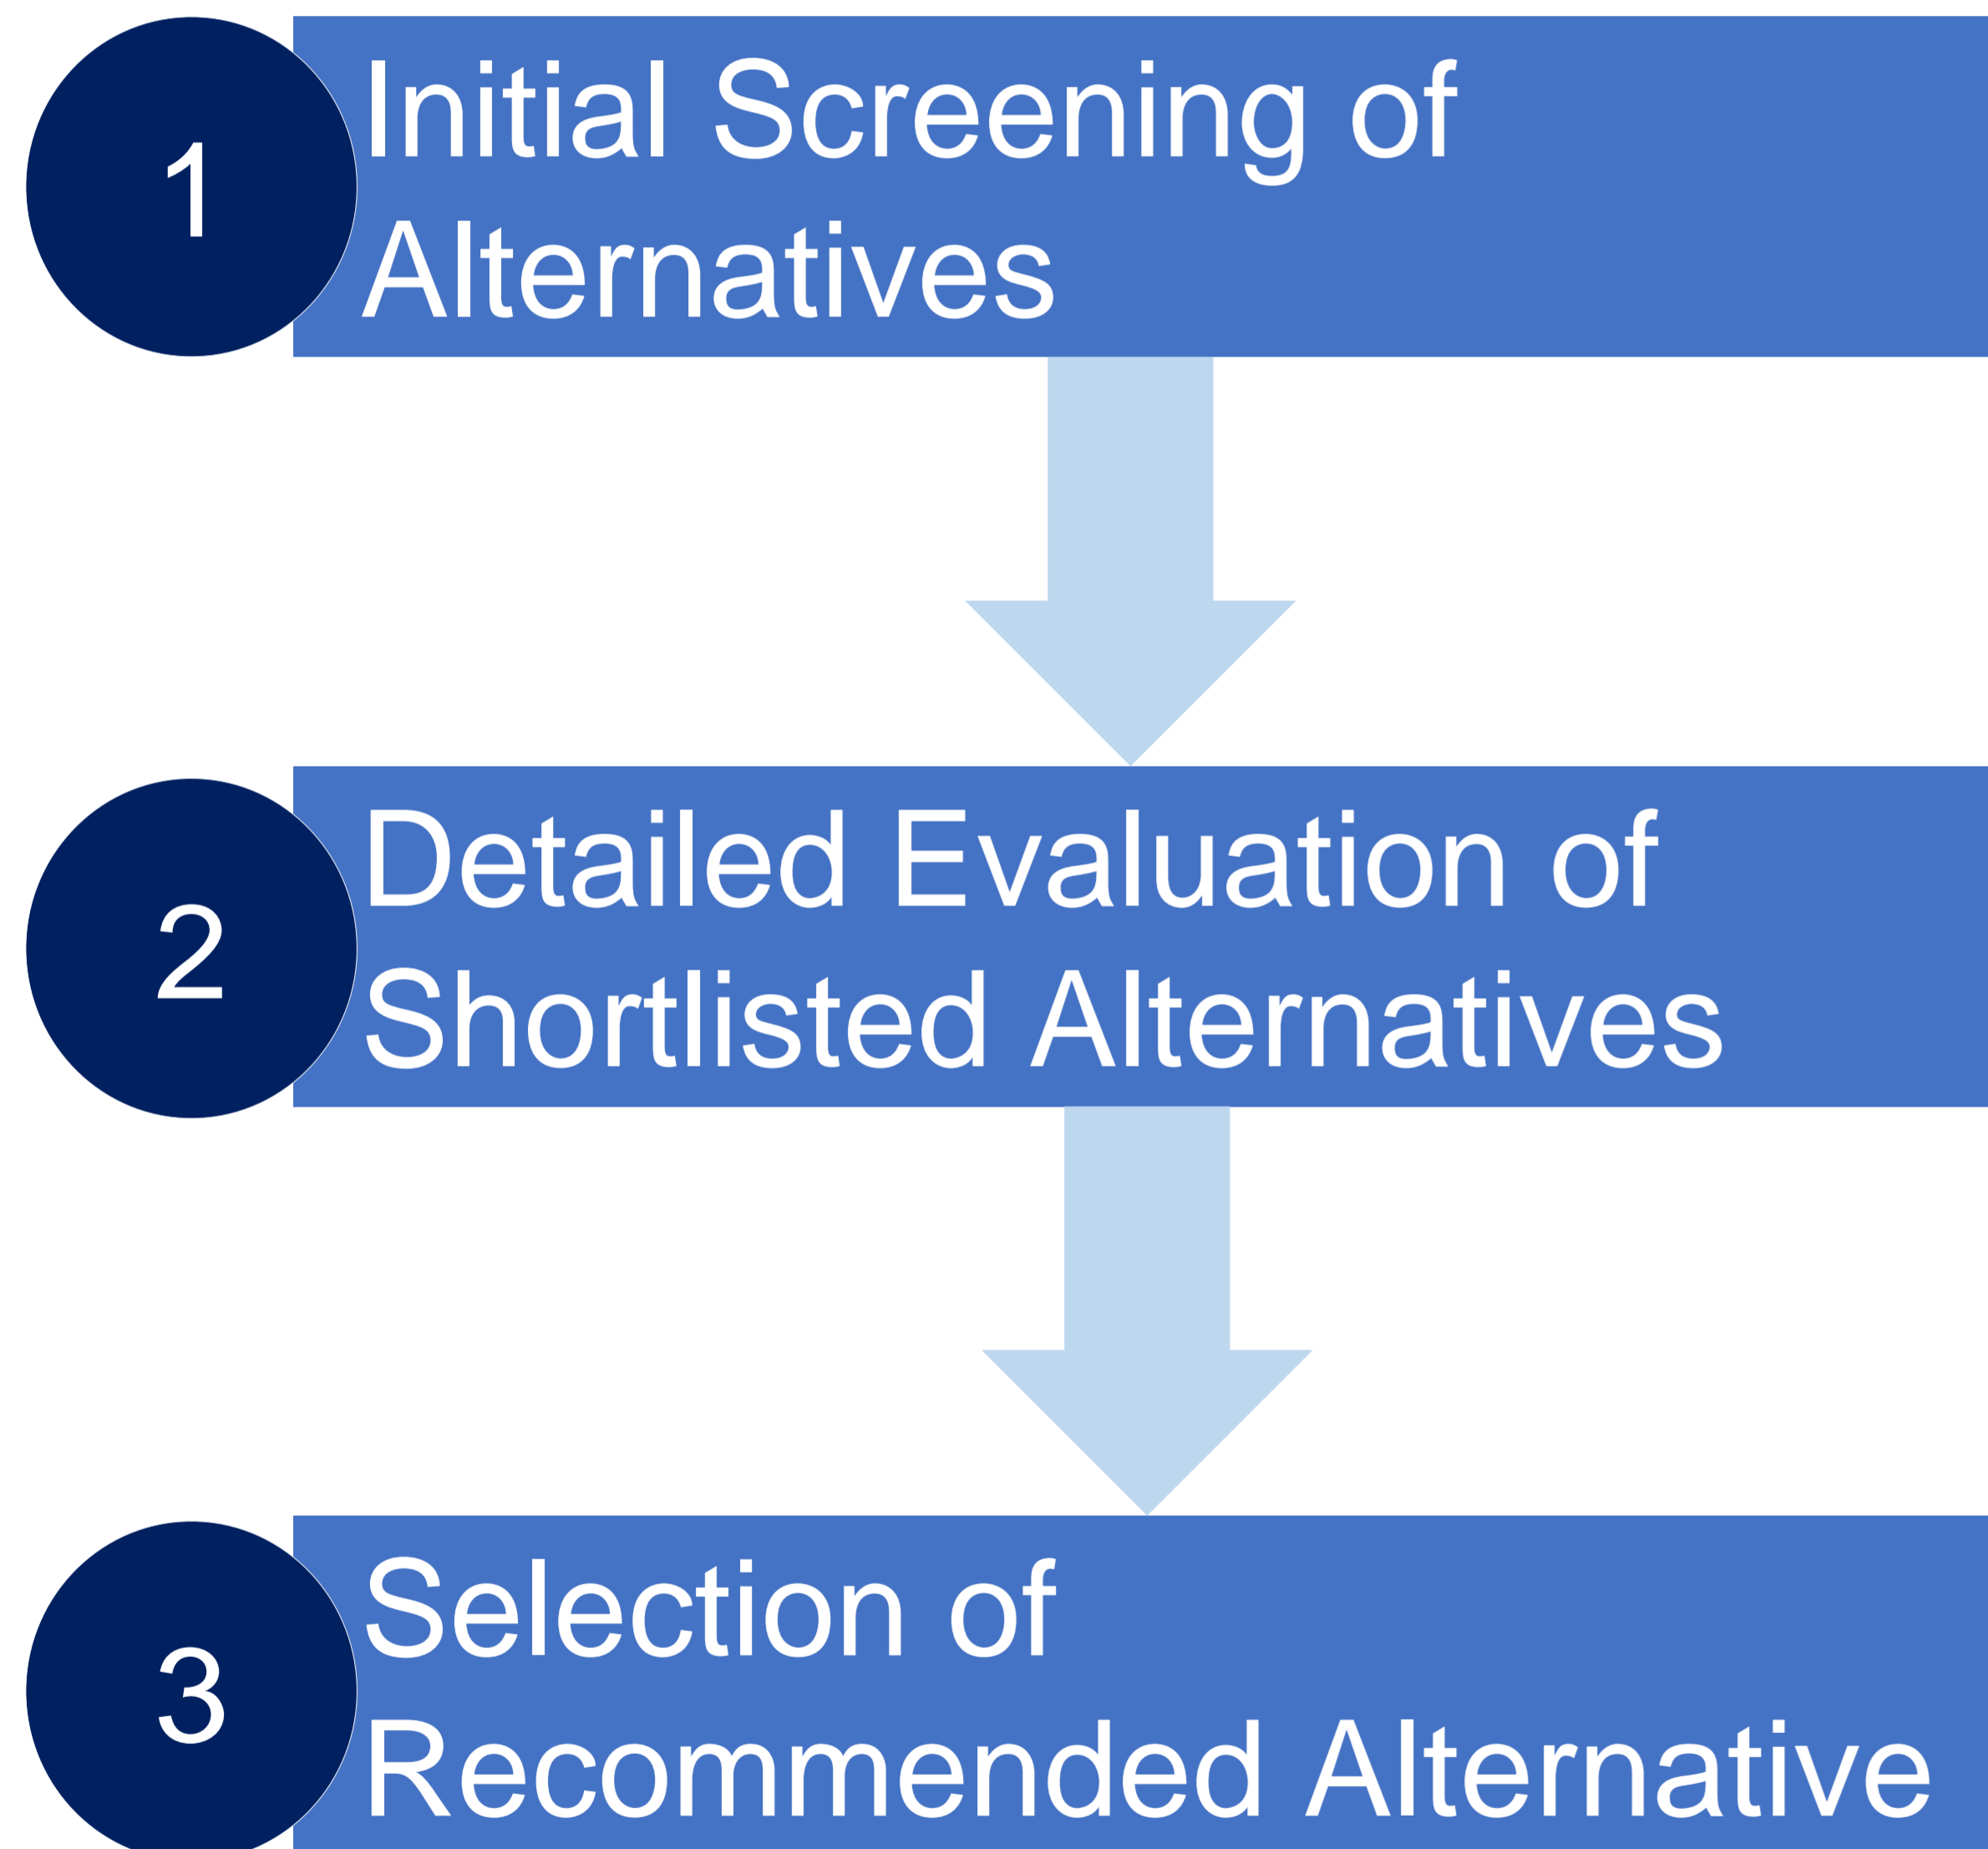 1
Initial Screening of
Alternatives
2
Detailed Evaluation of
Shortlisted Alternatives
3
Selection of
Recommended Alternative